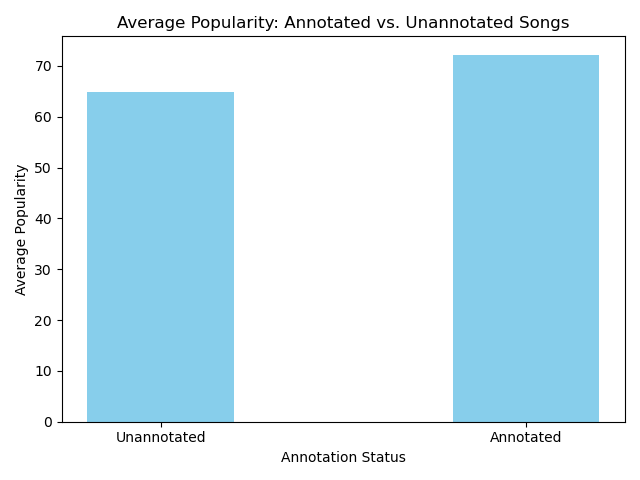 Average Popularity: Annotated vs. Unannotated Songs
Average Popularity
70
60
50
40
30
20
10
0
Unannotated
Annotated
Annotation Status